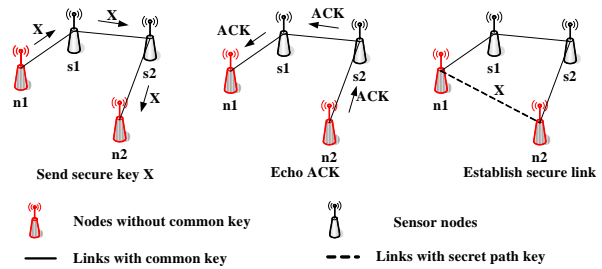 X
X
s1
s2
n1
X
n2
Send secure key X
ACK
ACK
s1
s2
n1
ACK
n2
Echo ACK
s1
s2
n1
X
n2
Establish secure link
Nodes without common key
Sensor nodes
Links with common key
Links with secret path key